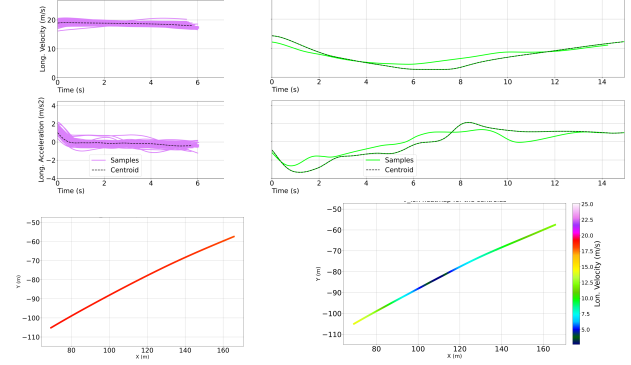 20
10
0
Long. Velocity (m/s)
0 2 4 6
Time (s)
0 2 4 6 8 10 12 14
Time (s)
4
2
0
−2
−4
Long. Acceleration (m/s2)
Samples
Centroid
0 2 4 6
Time (s)
Samples
Centroid
0 2 4 6 8 10 12 14
Time (s)
−50
−60
−70
−80
−90
−100
−110
Y (m)
80 100 120 140 160
X (m)
−50
−60
−70
−80
−90
−100
−110
Y (m)
80 100 120 140 160
X (m)
25.0
22.5
20.0
17.5
15.0
12.5
10.0
7.5
5.0
Lon. Velocity (m/s)